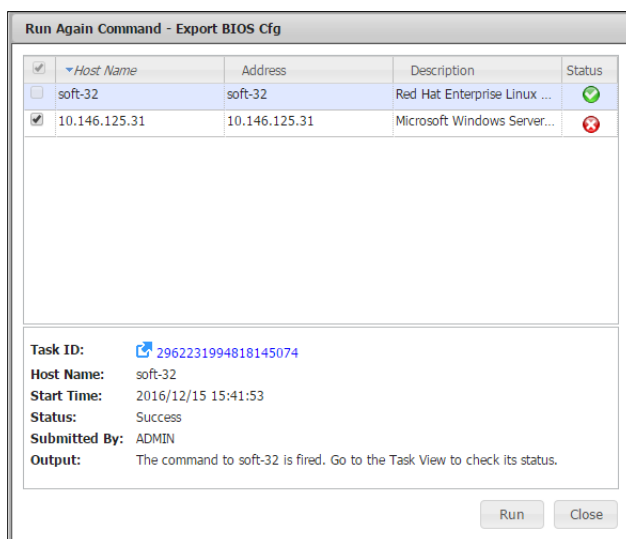 Run Again Command - Export BIOS Cfg
Host Name Address Description Status
soft-32 soft-32 Red Hat Enterprise Linux ...
10.146.125.31 10.146.125.31 Microsoft Windows Server...
Task ID: 2962231994818145074
Host Name: soft-32
Start Time: 2016/12/15 15:41:53
Status: Success
Submitted By: ADMIN
Output: The command to soft-32 is fired. Go to the Task View to check its status.
Run Close